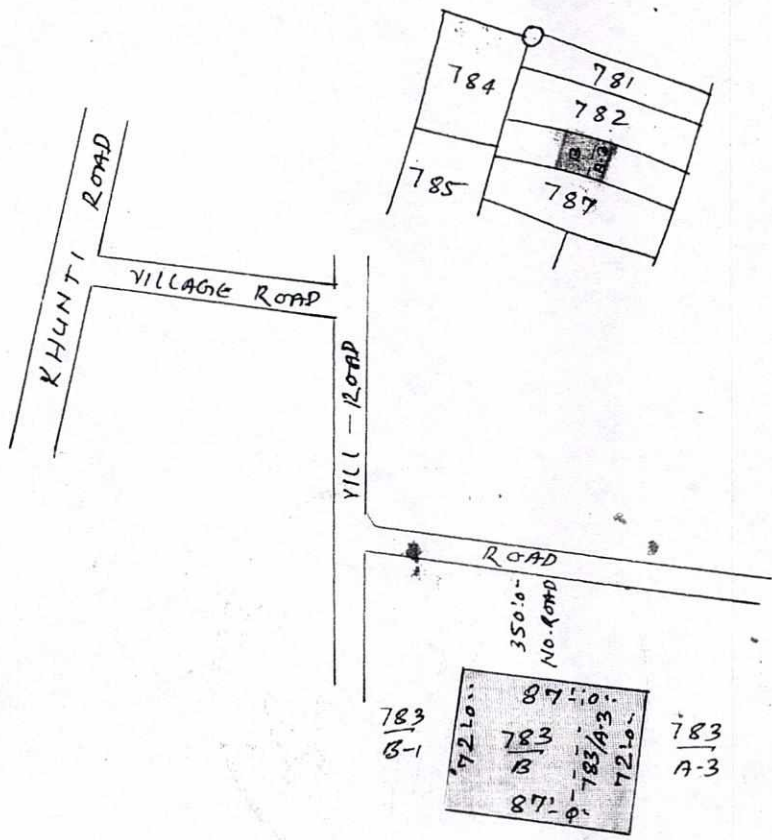 784
781
782
B
A-3
785
787
KHUNTI ROAD
VILLAGE ROAD
VILL - ROAD
ROAD
350'.0-
NO. ROAD
783
B-1
72'.0"
87'.0"
783
B
783/A-3
72'.0"
87'.0"
783
A-3